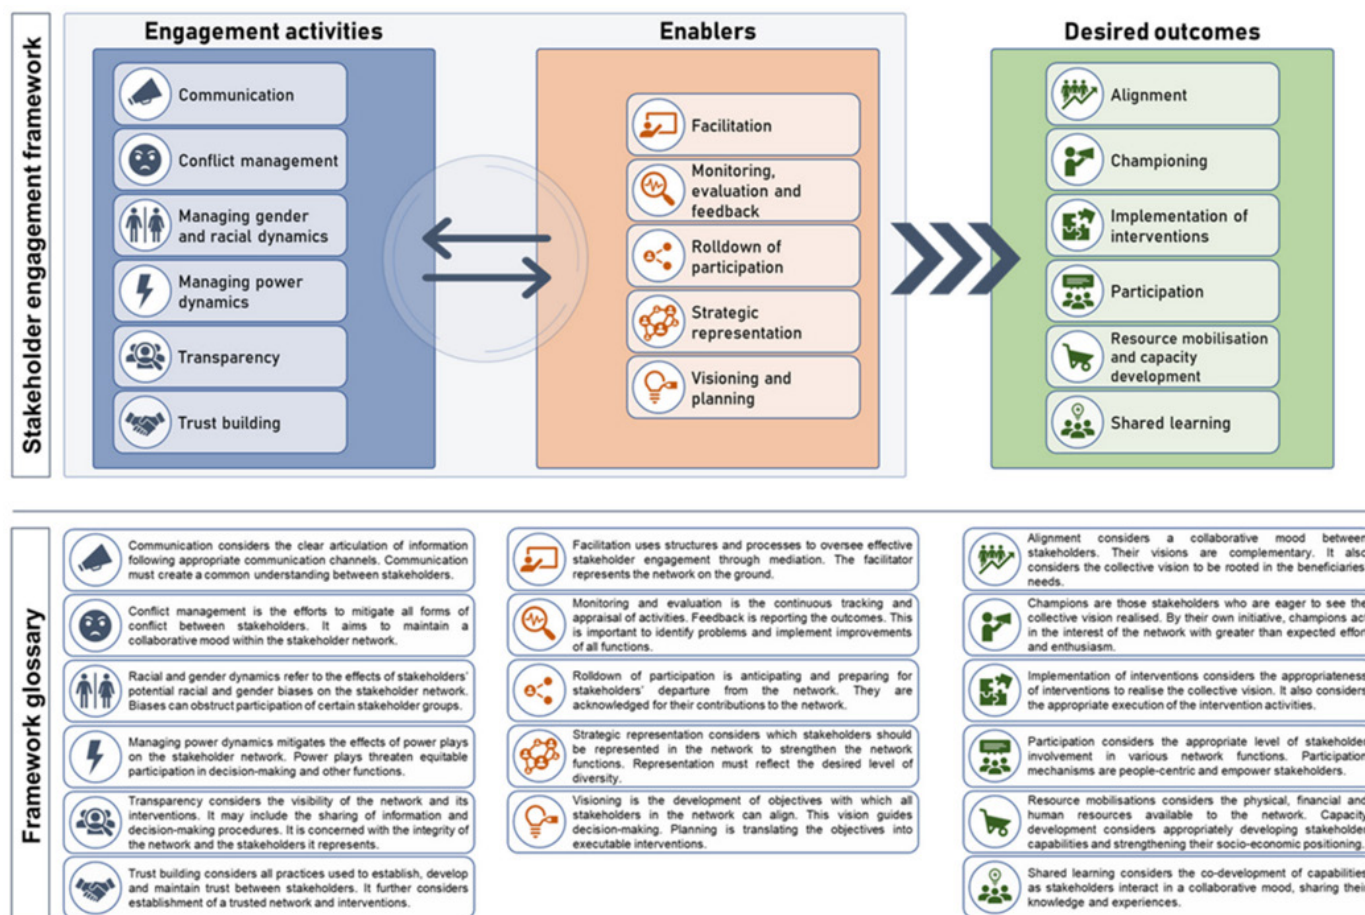 Stakeholder engagement framework
Engagement activities
Communication
Conflict management
Managing gender
and racial dynamics
Managing power
dynamics
Transparency
Trust building
Enablers
Facilitation
Monitoring,
evaluation and
feedback
Rolldown of
participation
Strategic
representation
Visioning and
planning
Desired outcomes
Alignment
Championing
Implementation of
interventions
Participation
Resource mobilisation
and capacity
development
Shared learning
Framework glossary
Communication considers the clear articulation of information
following appropriate communication channels. Communication
must create a common understanding between stakeholders.
Conflict management is the efforts to mitigate all forms of
conflict between stakeholders. It aims to maintain a
collaborative mood within the stakeholder network.
Racial and gender dynamics refer to the effects of stakeholders'
potential racial and gender biases on the stakeholder network.
Biases can obstruct participation of certain stakeholder groups.
Managing power dynamics mitigates the effects of power plays
on the stakeholder network. Power plays threaten equitable
participation in decision-making and other functions.
Transparency considers the visibility of the network and its
interventions. It may include the sharing of information and
decision-making procedures. It is concerned with the integrity of
the network and the stakeholders it represents.
Trust building considers all practices used to establish, develop
and maintain trust between stakeholders. It further considers
establishment of a trusted network and interventions.
Facilitation uses structures and processes to oversee effective
stakeholder engagement through mediation. The facilitator
represents the network on the ground.
Monitoring and evaluation is the continuous tracking and
appraisal of activities. Feedback is reporting the outcomes. This
is important to identify problems and implement improvements
of all functions.
Rolldown of participation is anticipating and preparing for
stakeholders' departure from the network. They are
acknowledged for their contributions to the network.
Strategic representation considers which stakeholders should
be represented in the network to strengthen the network
functions. Representation must reflect the desired level of
diversity.
Visioning is the development of objectives with which all
stakeholders in the network can align. This vision guides
decision-making. Planning is translating the objectives into
executable interventions.
Alignment considers a collaborative mood between
stakeholders. Their visions are complementary. It also
considers the collective vision to be rooted in the beneficiaries'
needs.
Champions are those stakeholders who are eager to see the
collective vision realised. By their own initiative, champions act
in the interest of the network with greater than expected effort
and enthusiasm.
Implementation of interventions considers the appropriateness
of interventions to realise the collective vision. It also considers
the appropriate execution of the intervention activities.
Participation considers the appropriate level of stakeholder
involvement in various network functions. Participation
mechanisms are people-centric and empower stakeholders.
Resource mobilisations considers the physical, financial and
human resources available to the network. Capacity
development considers appropriately developing stakeholder
capabilities and strengthening their socio-economic positioning.
Shared learning considers the co-development of capabilities
as stakeholders interact in a collaborative mood, sharing their
knowledge and experiences.